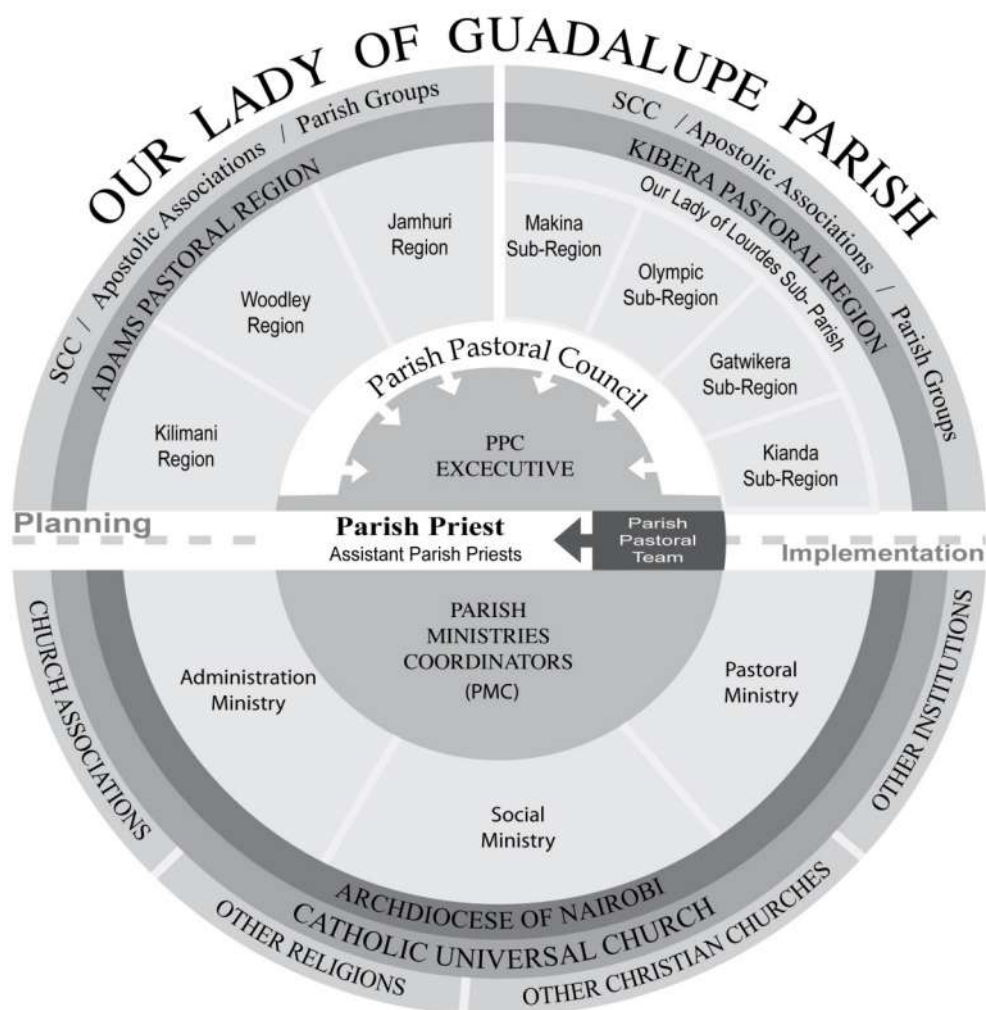 OUR LADY OF GUADALUPE PARISH
SCC / Apostolic Associations / Parish Groups
SCC / Apostolic Associations / Parish Groups
ADAMS PASTORAL REGION
KIBERA PASTORAL REGION
Our Lady of Lourdes Sub- Parish
Kilimani
Region
Woodley
Region
Jamhuri
Region
Makina
Sub-Region
Olympic
Sub-Region
Gatwikera
Sub-Region
Kianda
Sub-Region
Parish Pastoral Council
PPC
EXCECUTIVE
Planning
Parish Priest
Assistant Parish Priests
Parish
Pastoral
Team
Implementation
PARISH
MINISTRIES
COORDINATORS
(PMC)
Administration
Ministry
Social
Ministry
Pastoral
Ministry
ARCHDIOCESE OF NAIROBI
CATHOLIC UNIVERSAL CHURCH
CHURCH ASSOCIATIONS
OTHER RELIGIONS
OTHER CHRISTIAN CHURCHES
OTHER INSTITUTIONS